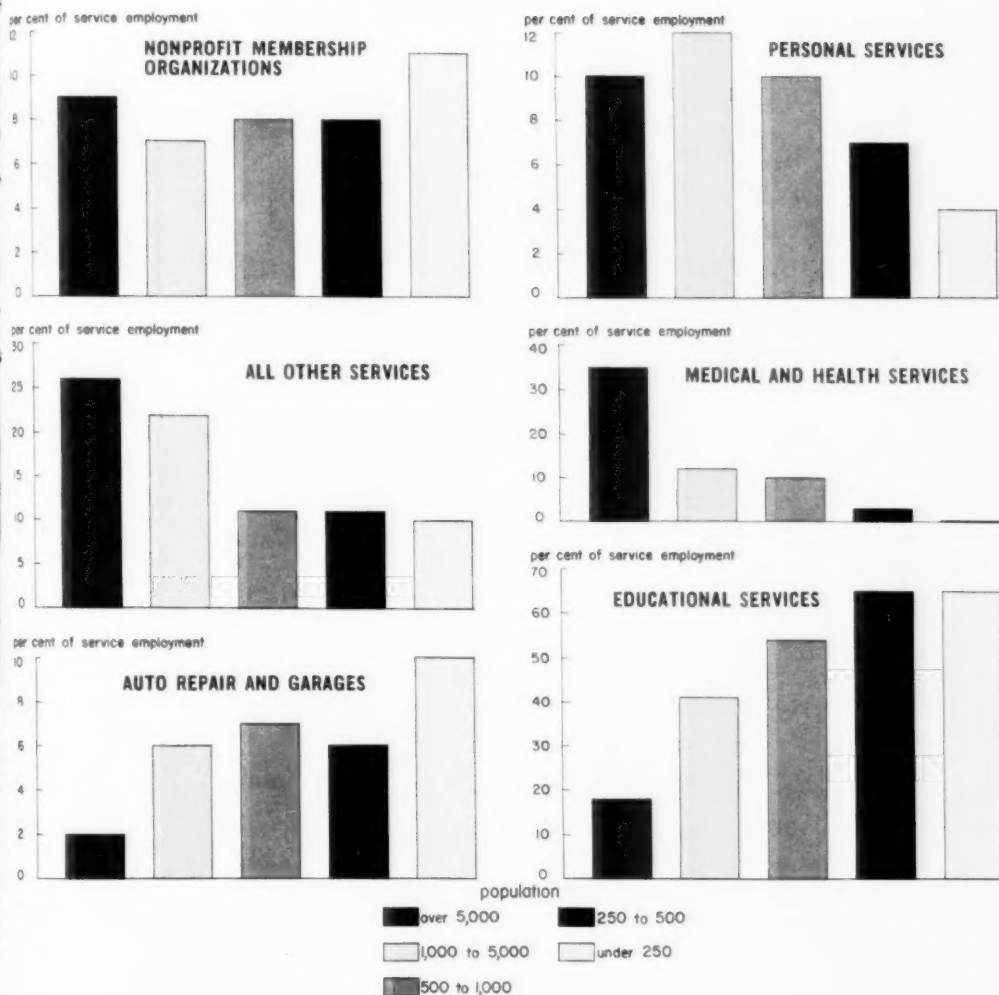 per cent of service employment
12
10
8
6
4
2
0
NONPROFIT MEMBERSHIP
ORGANIZATIONS
per cent of service employment
12
10
8
6
4
2
0
PERSONAL SERVICES
per cent of service employment
30
25
20
15
10
5
0
ALL OTHER SERVICES
per cent of service employment
40
30
20
10
0
MEDICAL AND HEALTH SERVICES
per cent of service employment
10
8
6
4
2
0
AUTO REPAIR AND GARAGES
per cent of service employment
70
60
50
40
30
20
10
0
EDUCATIONAL SERVICES
population
over 5,000
1,000 to 5,000
500 to 1,000
250 to 500
under 250